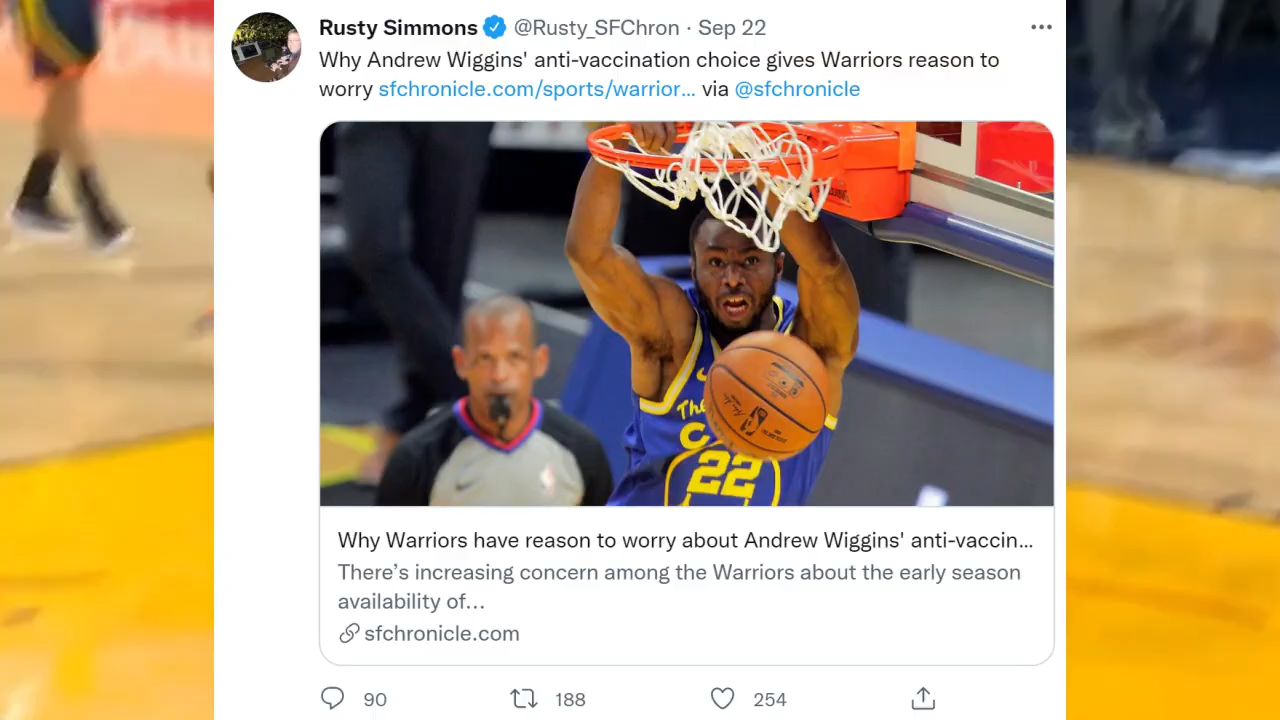 Rusty Simmons @Rusty_SFChron · Sep 22
Why Andrew Wiggins' anti-vaccination choice gives Warriors reason to
worry sfchronicle.com/sports/warrior... via @sfchronicle
The
22
Why Warriors have reason to worry about Andrew Wiggins' anti-vaccin...
There's increasing concern among the Warriors about the early season
availability of...
sfchronicle.com
90 188 254